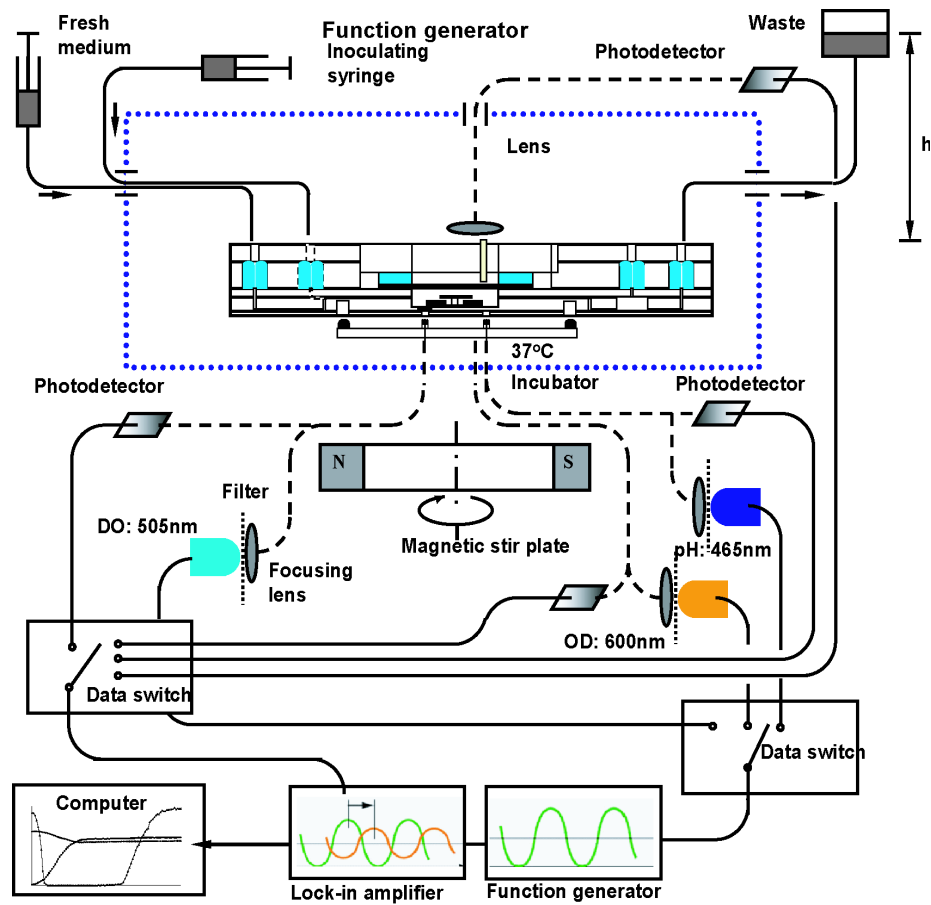 Fresh
medium
Function generator
Inoculating
syringe
Photodetector
Waste
h
Lens
37°C
Incubator
Photodetector
Photodetector
N
S
Filter
DO: 505nm
Focusing
lens
Magnetic stir plate
pH: 465nm
OD: 600nm
Data switch
Data switch
Computer
Lock-in amplifier
Function generator